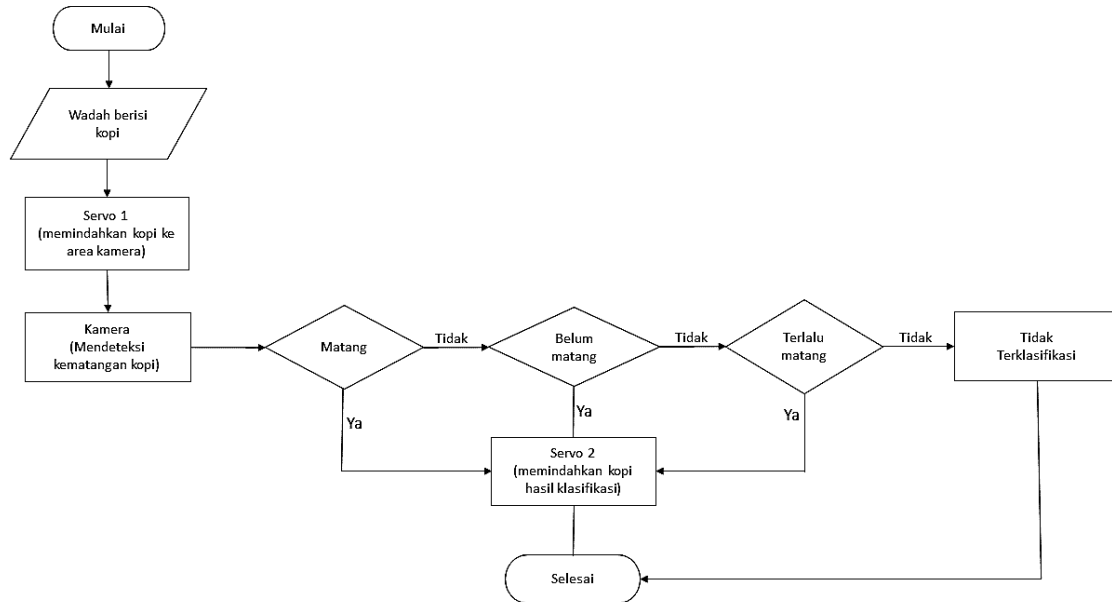 Mulai
Wadah berisi
kopi
Servo 1
(memindahkan kopi ke
area kamera)
Kamera
(Mendeteksi
kematangan kopi)
Matang
Tidak
Belum
matang
Tidak
Terlalu
matang
Tidak
Tidak
Terklasifikasi
Ya
Ya
Ya
Servo 2
(memindahkan kopi
hasil klasifikasi)
Selesai